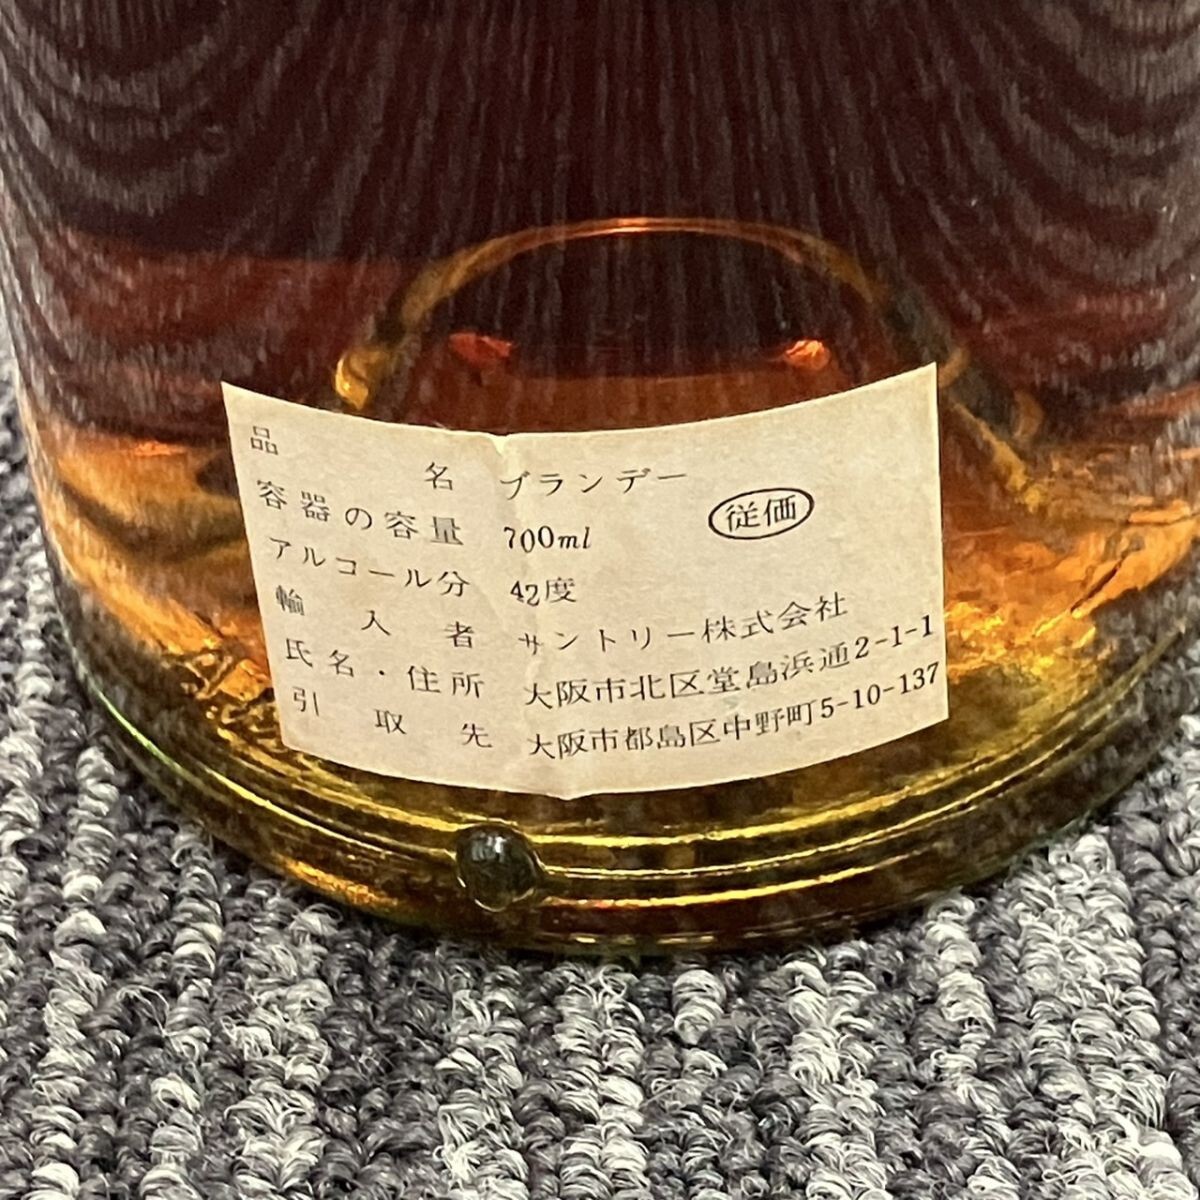 品名 ブランデー
容器の容量 700ml 従価
アルコール分 42度
輸入者 サントリー株式会社
氏名・住所 大阪市北区堂島浜通2-1-1
引取先 大阪市都島区中野町5-10-137